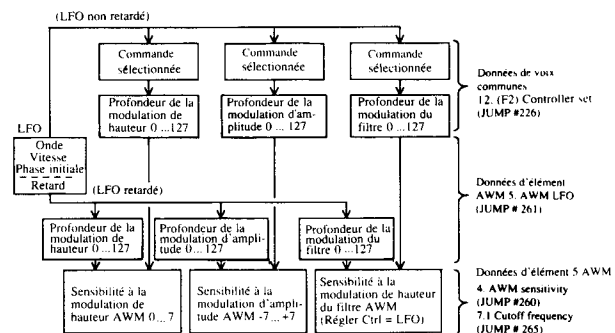 (LFO non retardé)
Commande
sélectionnée
Commande
sélectionnée
Commande
sélectionnée
Profondeur de la
modulation de
hauteur 0 ...127
Profondeur de la
modulation d'am-
plitude 0 ... 127
Profondeur de la
modulation du
filtre 0...127
Données de voix
communes
12. (F2) Controller set
(JUMP #226)
LFO
Onde
Vitesse
Phase initiale
Retard
(LFO retardé)
Données d'élément
AWM 5. AWM LFO
(JUMP # 261)
Profondeur de la
modulation de
hauteur 0...127
Profondeur de la
modulation d'ampli-
tude 0...127
Profondeur de la
modulation du
filtre 0...127
Sensibilité à la
modulation de
hauteur AWM 0...7
Sensibilité à la
modulation d'am-
plitude AWM -7...+7
Sensibilité à la
modulation de hauteur
du filtre AWM
(Régler Ctrl = LFO)
Données d'élément 5 AWM
4. AWM sensitivity
(JUMP #260)
7.1 Cutoff frequency
(JUMP # 265)